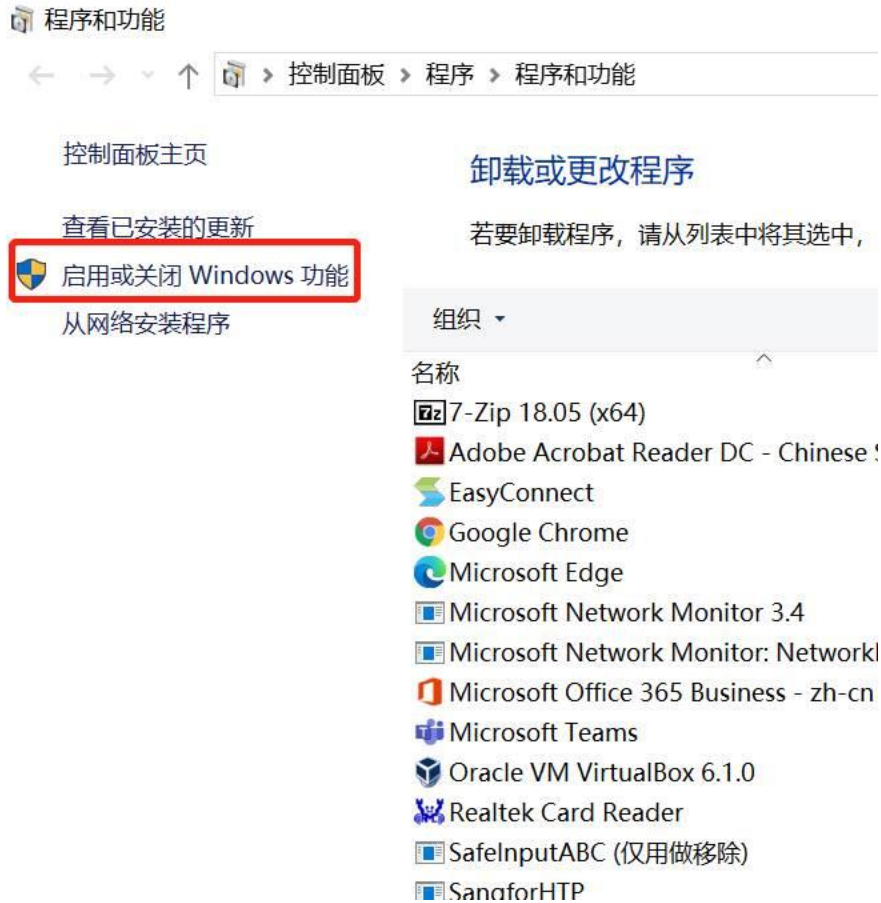 程序和功能
控制面板 > 程序 > 程序和功能
控制面板主页
查看已安装的更新
启用或关闭 Windows 功能
从网络安装程序
卸载或更改程序
若要卸载程序，请从列表中将其选中，
组织
名称
7-Zip 18.05 (x64)
Adobe Acrobat Reader DC - Chinese
EasyConnect
Google Chrome
Microsoft Edge
Microsoft Network Monitor 3.4
Microsoft Network Monitor: Network
Microsoft Office 365 Business - zh-cn
Microsoft Teams
Oracle VM VirtualBox 6.1.0
Realtek Card Reader
SafeInputABC (仅用做移除)
SangforHTP